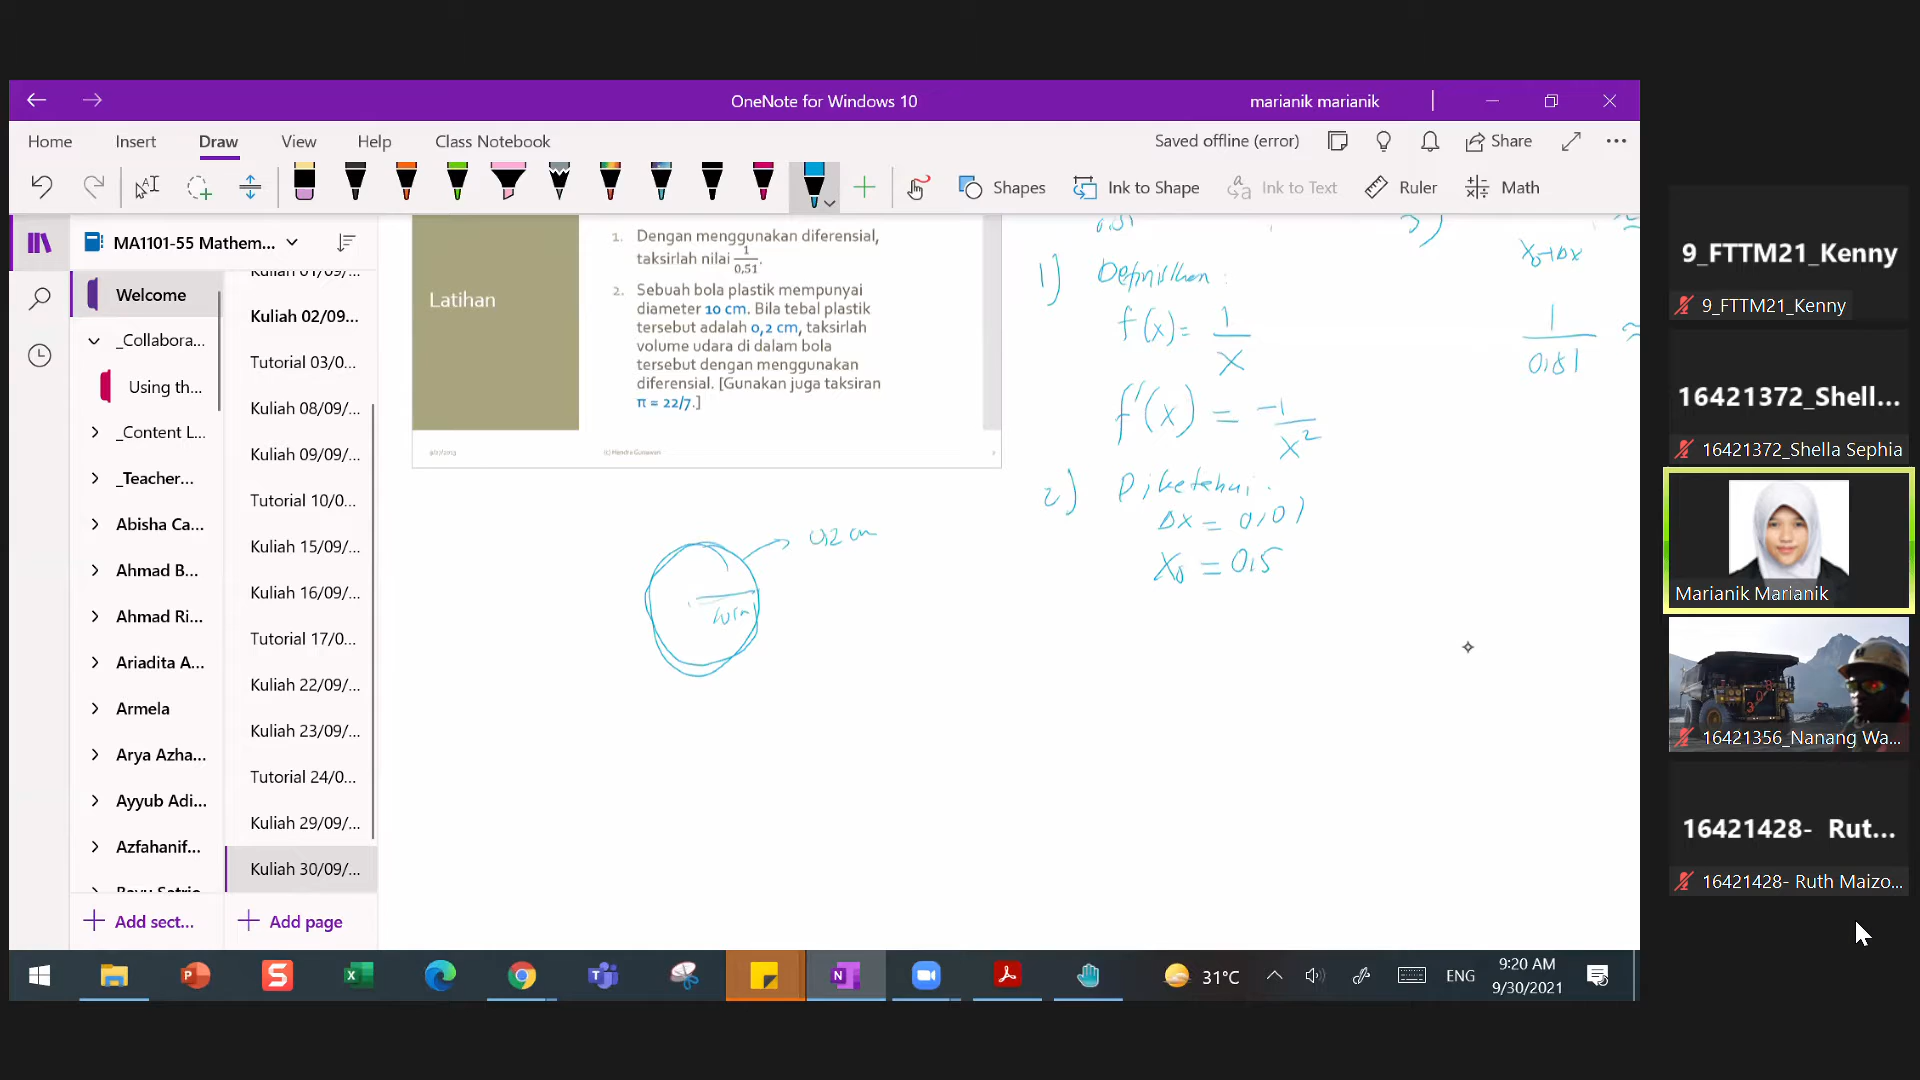 OneNote for Windows 10
marianik marianik
Home Insert Draw View Help Class Notebook
Saved offline (error)
Share
Shapes
Ink to Shape
Ink to Text
Ruler
Math
MA1101-55 Mathem...
Welcome
_Collabora...
Using th...
_Content L...
_Teacher...
Abisha Ca...
Ahmad B...
Ahmad Ri...
Ariadita A...
Armela
Arya Azha...
Ayyub Adi...
Azfahanif...
Add sect...
Kuliah 01/09/...
Kuliah 02/09...
Tutorial 03/0...
Kuliah 08/09/...
Kuliah 09/09/...
Tutorial 10/0...
Kuliah 15/09/...
Kuliah 16/09/...
Tutorial 17/0...
Kuliah 22/09/...
Kuliah 23/09/...
Tutorial 24/0...
Kuliah 29/09/...
Kuliah 30/09/...
Add page
Latihan
1. Dengan menggunakan diferensial,
taksirlah nilai 1/0,51.
2. Sebuah bola plastik mempunyai
diameter 10 cm. Bila tebal plastik
tersebut adalah 0,2 cm, taksirlah
volume udara di dalam bola
tersebut dengan menggunakan
diferensial. [Gunakan juga taksiran
π = 22/7.]
0,2 cm
0,51
1)
f(x) = 1/x
f'(x) = -1/x²
2) Diketahui :
Δx = 0,01
x₀ = 0,5
3)
x₀+Δx
1/0,51 ≈
9_FTTM21_Kenny
9_FTTM21_Kenny
16421372_Shell...
16421372_Shella Sephia
Marianik Marianik
16421356_Nanang Wa...
16421428- Rut...
16421428- Ruth Maizo...
31°C
ENG
9:20 AM
9/30/2021